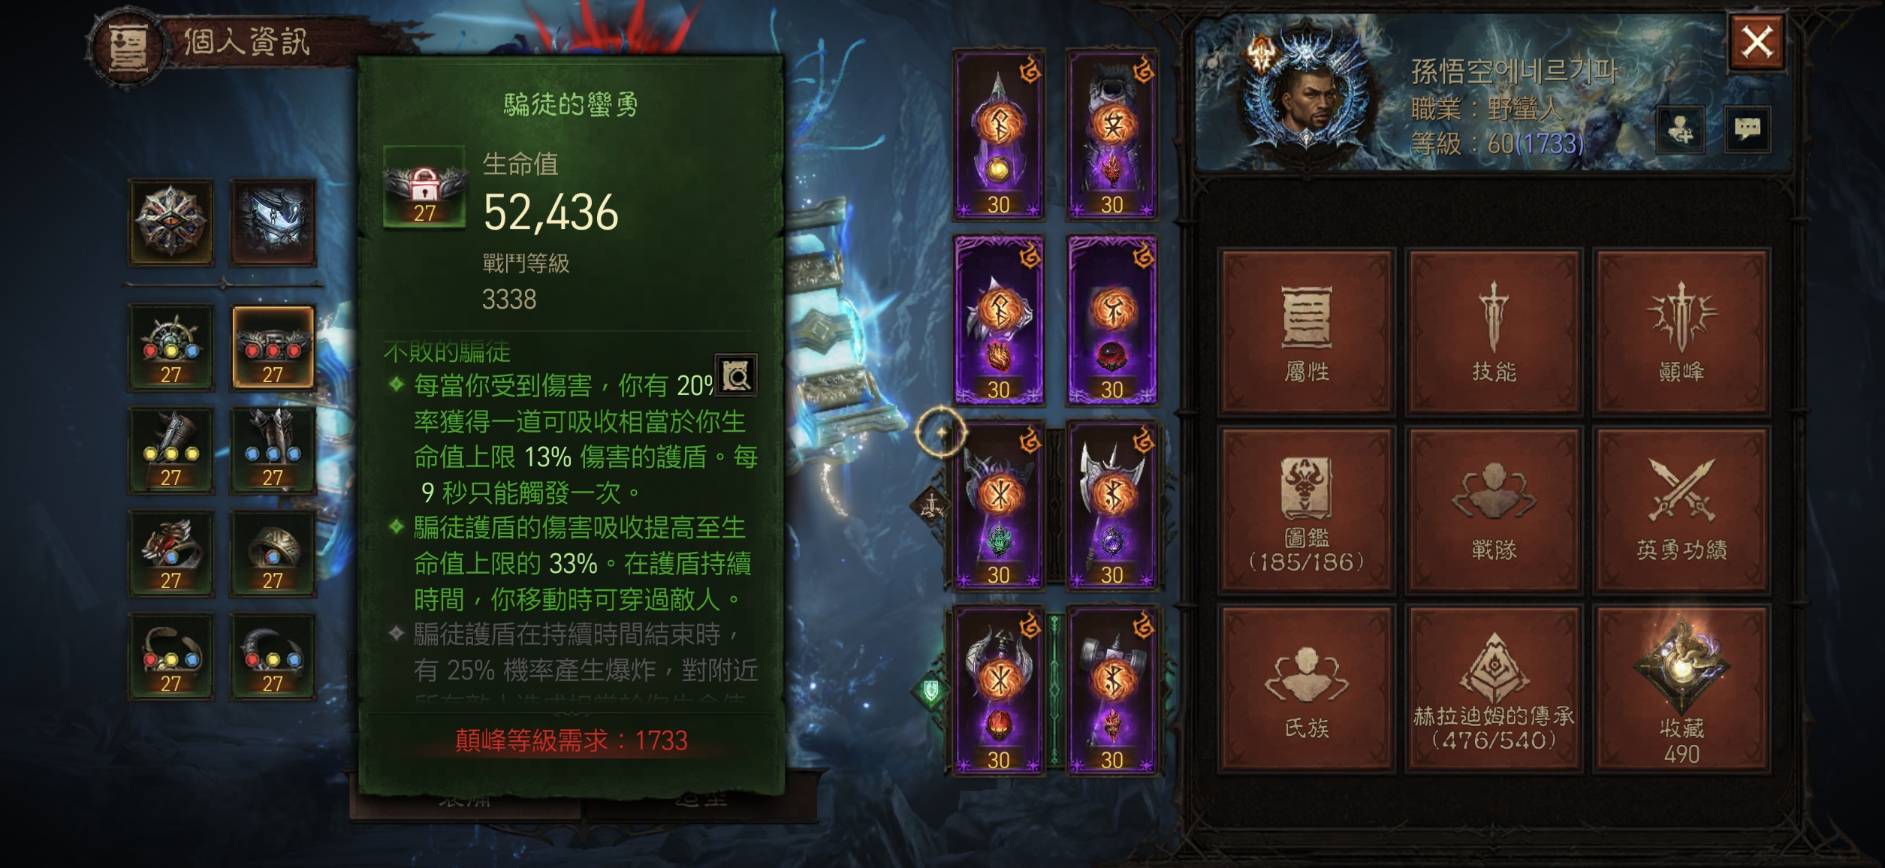 個人資訊
騙徒的蠻勇
生命值
52,436
27
戰鬥等級
3338
不敗的騙徒
每當你受到傷害，你有 20%
率獲得一道可吸收相當於你生
命值上限 13% 傷害的護盾。每
9 秒只能觸發一次。
騙徒護盾的傷害吸收提高至生
命值上限的 33%。在護盾持續
時間，你移動時可穿過敵人。
騙徒護盾在持續時間結束時，
有 25% 機率產生爆炸，對附近
顛峰等級需求：1733
27
27
27
27
27
27
27
27
30
30
30
30
30
30
30
30
孫悟空에네르기파
職業：野蠻人
等級：60(1733)
屬性
技能
顛峰
圖鑑
(185/186)
戰隊
英勇功績
氏族
赫拉迪姆的傳承
(476/540)
收藏
490